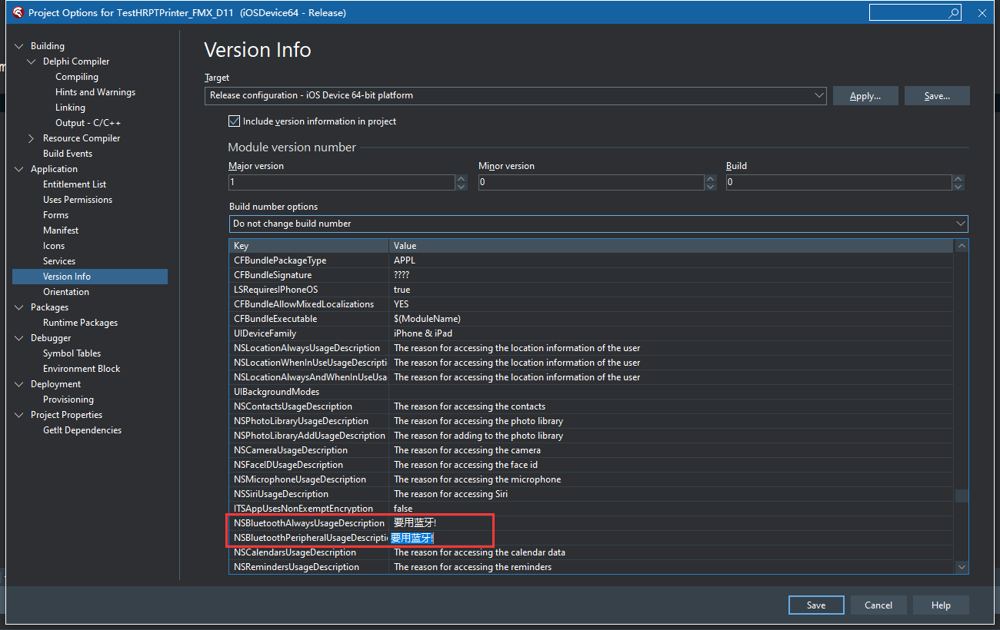 Project Options for TestHRPTPrinter_FMX_D11 (iOSDevice64 - Release)
Building
Delphi Compiler
Compiling
Hints and Warnings
Linking
Output - C/C++
Resource Compiler
Build Events
Application
Entitlement List
Uses Permissions
Forms
Manifest
Icons
Services
Version Info
Orientation
Packages
Runtime Packages
Debugger
Symbol Tables
Environment Block
Deployment
Provisioning
Project Properties
GetIt Dependencies
Version Info
Target
Release configuration - iOS Device 64-bit platform
Apply...
Save...
Include version information in project
Module version number
Major version Minor version Build
1 0 0
Build number options
Do not change build number
Key Value
CFBundlePackageType APPL
CFBundleSignature ????
LSRequiresIPhoneOS true
CFBundleAllowMixedLocalizations YES
CFBundleExecutable $(ModuleName)
UIDeviceFamily iPhone & iPad
NSLocationAlwaysUsageDescription The reason for accessing the location information of the user
NSLocationWhenInUseUsageDescripti The reason for accessing the location information of the user
NSLocationAlwaysAndWhenInUseUsa The reason for accessing the location information of the user
UIBackgroundModes
NSContactsUsageDescription The reason for accessing the contacts
NSPhotoLibraryUsageDescription The reason for accessing the photo library
NSPhotoLibraryAddUsageDescription The reason for adding to the photo library
NSCameraUsageDescription The reason for accessing the camera
NSFaceIDUsageDescription The reason for accessing the face id
NSMicrophoneUsageDescription The reason for accessing the microphone
NSSiriUsageDescription The reason for accessing Siri
ITSAppUsesNonExemptEncryption false
NSBluetoothAlwaysUsageDescription 要用蓝牙!
NSBluetoothPeripheralUsageDescriptio 要用蓝牙!
NSCalendarsUsageDescription The reason for accessing the calendar data
NSRemindersUsageDescription The reason for accessing the reminders
Save
Cancel
Help